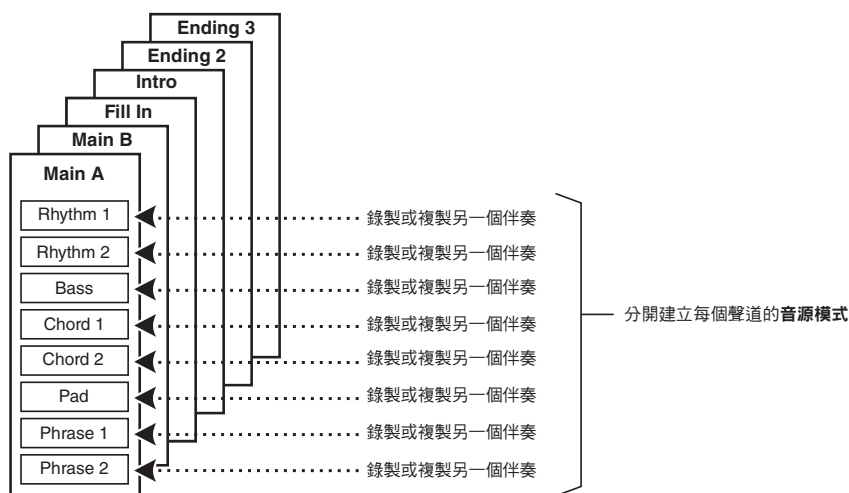 Ending 3
Ending 2
Intro
Fill In
Main B
Main A
Rhythm 1 錄製或複製另一個伴奏
Rhythm 2 錄製或複製另一個伴奏
Bass 錄製或複製另一個伴奏
Chord 1 錄製或複製另一個伴奏
Chord 2 錄製或複製另一個伴奏
Pad 錄製或複製另一個伴奏
Phrase 1 錄製或複製另一個伴奏
Phrase 2 錄製或複製另一個伴奏
分開建立每個聲道的音源模式